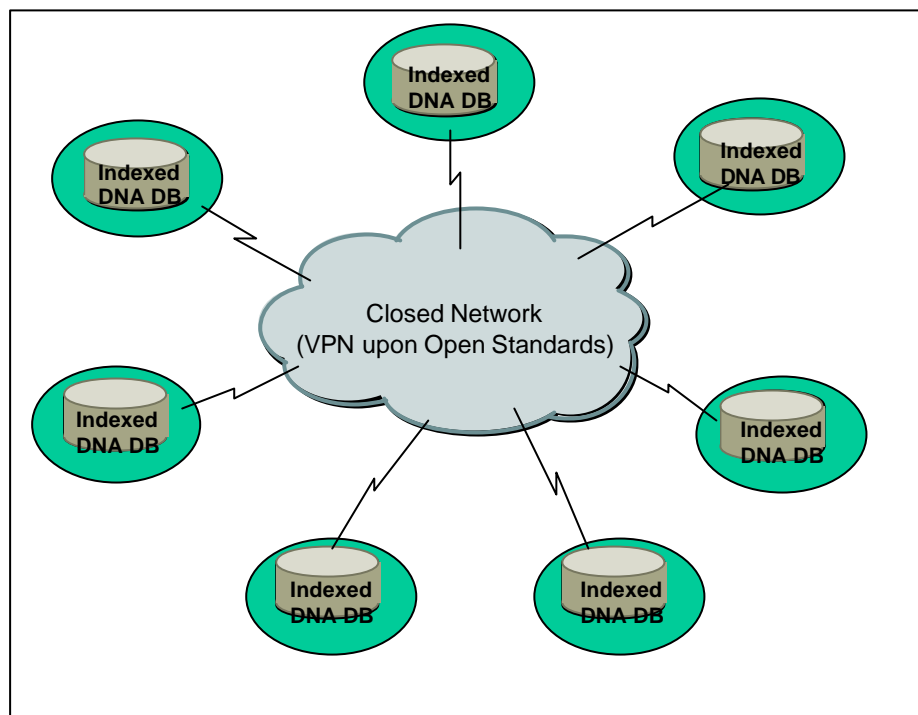 Indexed
DNA DB
Indexed
DNA DB
Indexed
DNA DB
Closed Network
(VPN upon Open Standards)
Indexed
DNA DB
Indexed
DNA DB
Indexed
DNA DB
Indexed
DNA DB